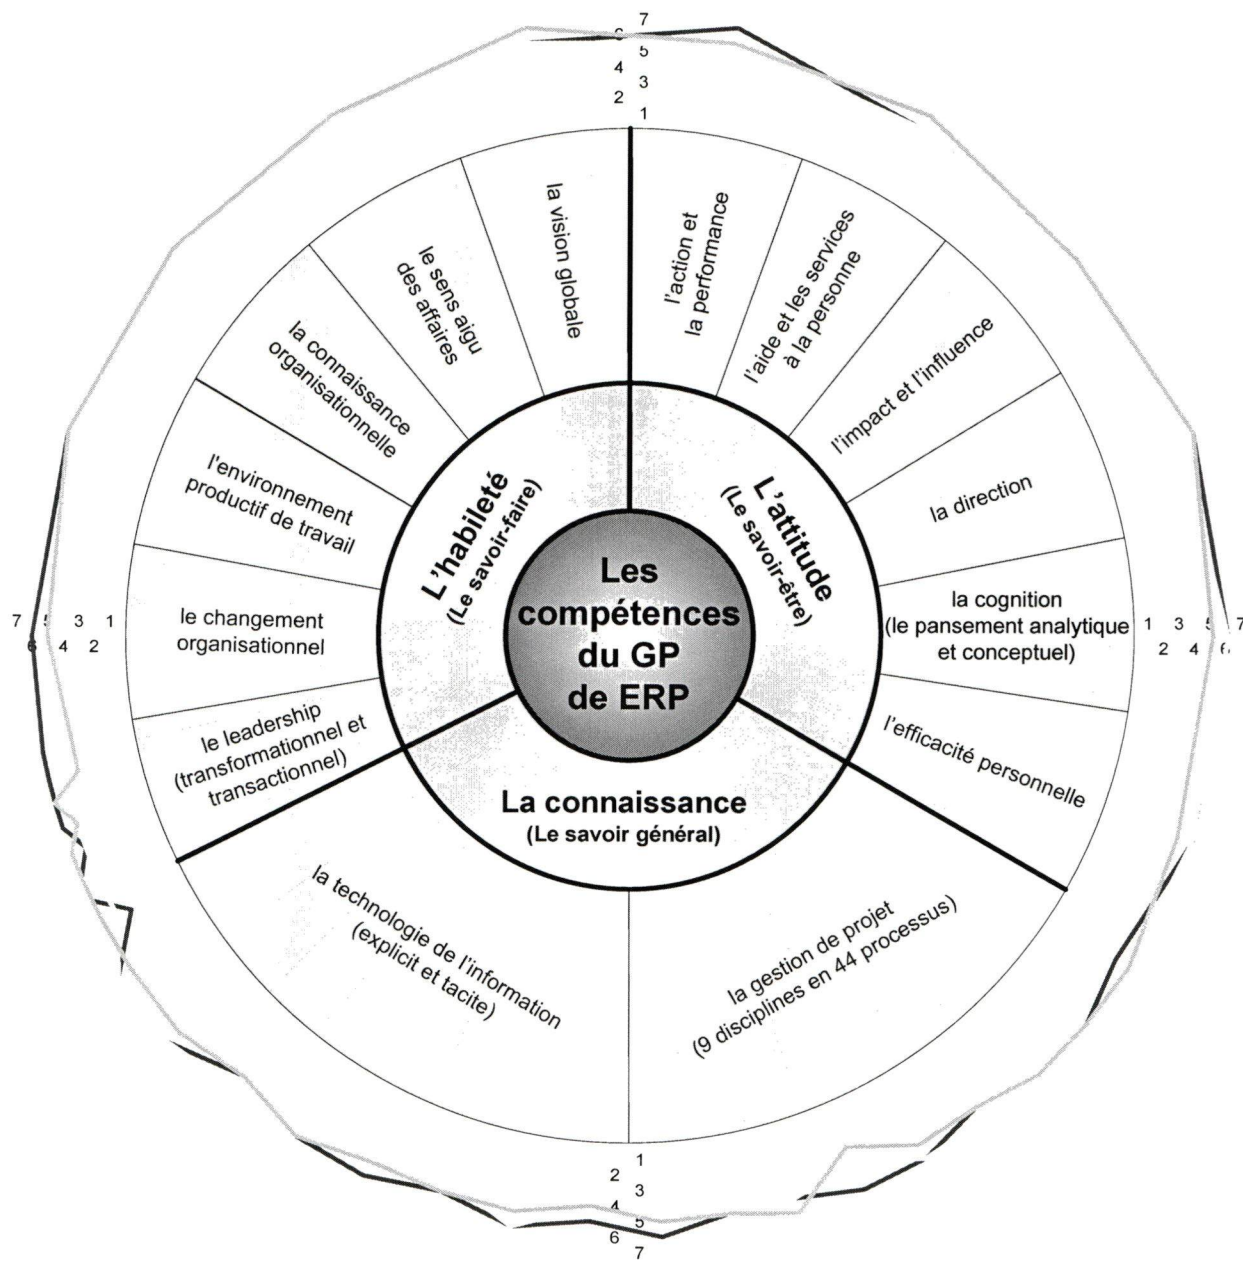 7
6
5
4
3
2
1
la vision globale
l'action et
la performance
l'aide et les services
à la personne
le sens aigu
des affaires
la connaissance
organisationnelle
l'impact et l'influence
l'environnement
productif de travail
la direction
L'habileté
(Le savoir-faire)
L'attitude
(Le savoir-être)
Les
compétences
du GP
de ERP
7 5 3 1
6 4 2
le changement
organisationnel
la cognition
(le pansement analytique
et conceptuel)
1 3 5 7
2 4 6
le leadership
(transformationnel et
transactionnel)
l'efficacité personnelle
La connaissance
(Le savoir général)
la technologie de l'information
(explicit et tacite)
la gestion de projet
(9 disciplines en 44 processus)
1
2
3
4
5
6
7